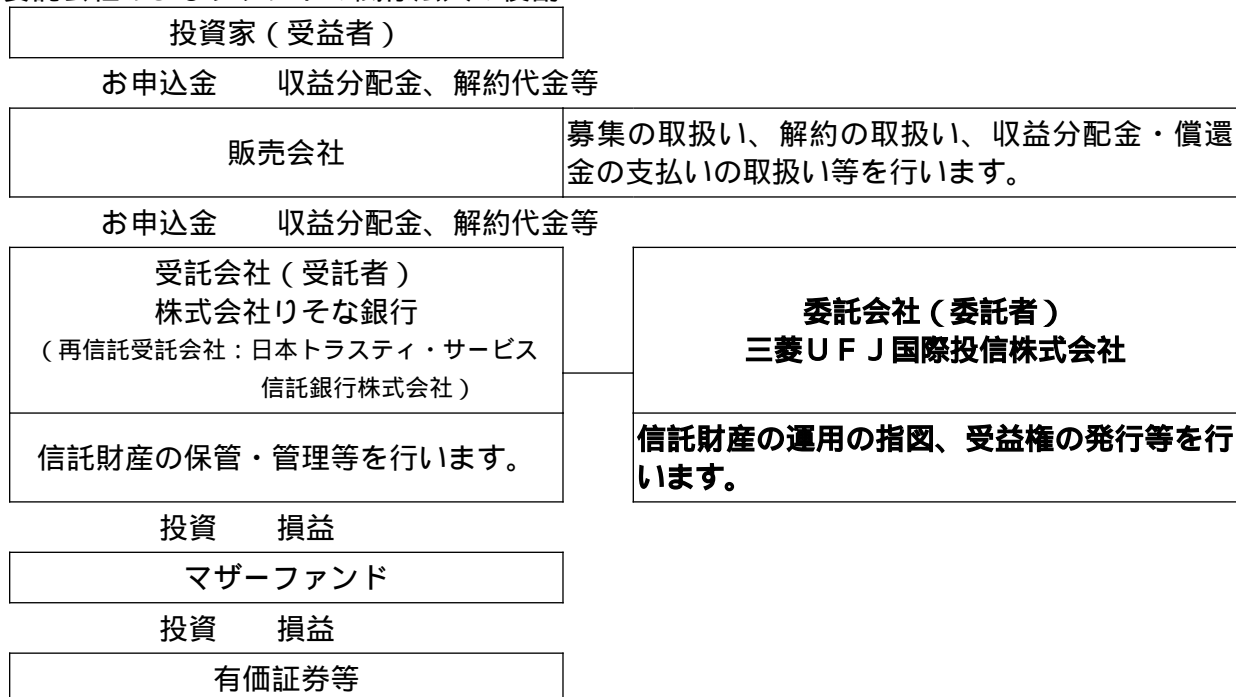 投資家（受益者）
お申込金　　収益分配金、解約代金等
販売会社
募集の取扱い、解約の取扱い、収益分配金・償還
金の支払いの取扱い等を行います。
お申込金　　収益分配金、解約代金等
受託会社（受託者）
株式会社りそな銀行
（再信託受託会社：日本トラスティ・サービス
信託銀行株式会社）
信託財産の保管・管理等を行います。
委託会社（委託者）
三菱ＵＦＪ国際投信株式会社
信託財産の運用の指図、受益権の発行等を行
います。
投資　　損益
マザーファンド
投資　　損益
有価証券等